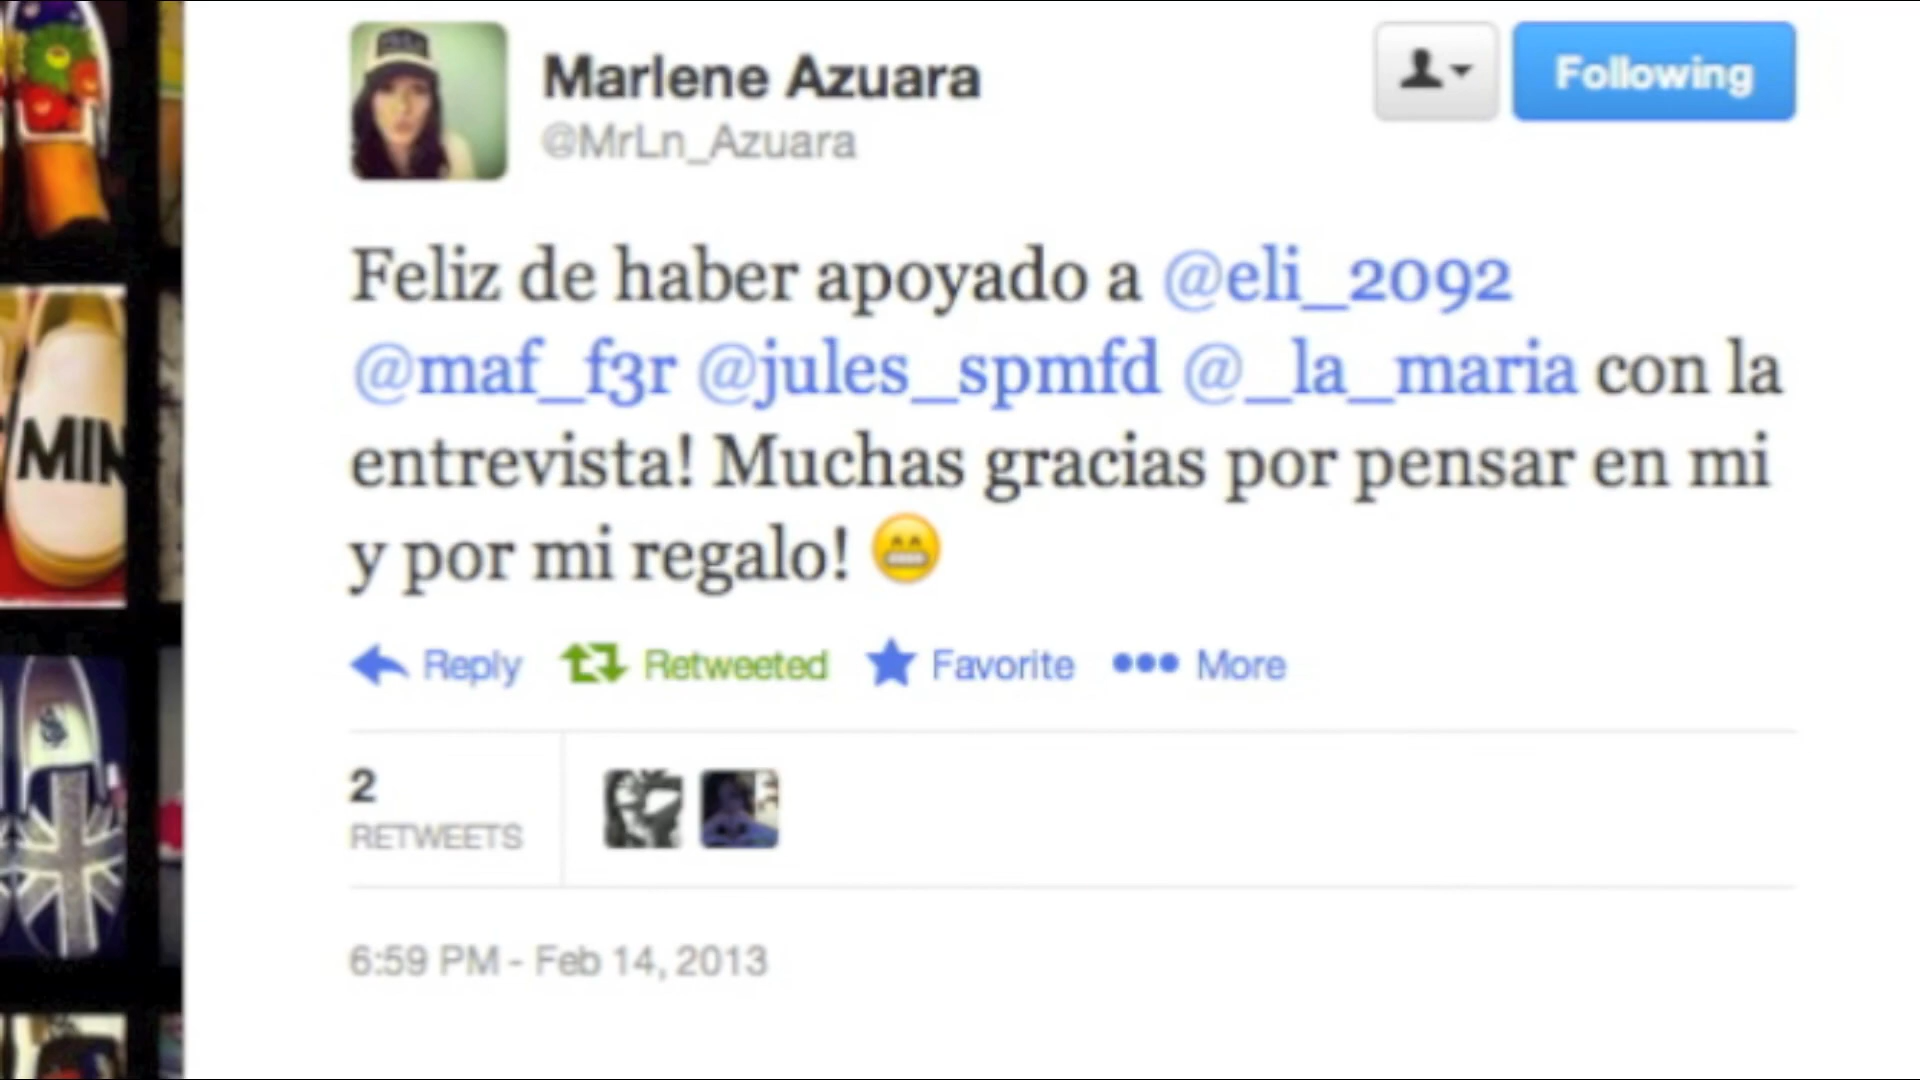 Marlene Azuara
@MrLn_Azuara
Following
Feliz de haber apoyado a @eli_2092
@maf_f3r @jules_spmfd @_la_maria con la
entrevista! Muchas gracias por pensar en mi
y por mi regalo! 😁
Reply Retweeted Favorite More
2
RETWEETS
6:59 PM - Feb 14, 2013
MIN